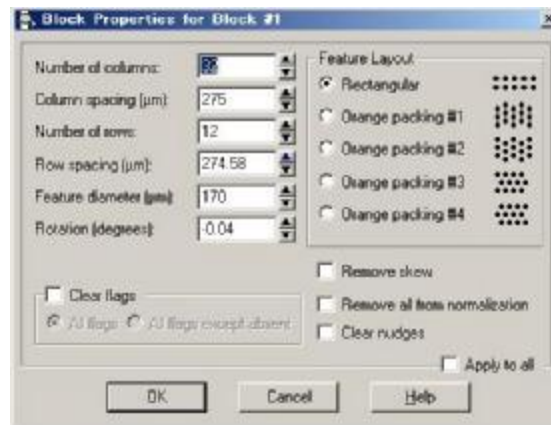 Block Properties for Block #1
Number of columns:
Column spacing (µm): 275
Number of rows: 12
Row spacing (µm): 274.58
Feature diameter (µm): 170
Rotation (degrees): -0.04
Feature Layout
Rectangular
Orange packing #1
Orange packing #2
Orange packing #3
Orange packing #4
Clear flags
All flags All flags except absent
Remove skew
Remove all from normalization
Clear nudges
Apply to all
OK Cancel Help